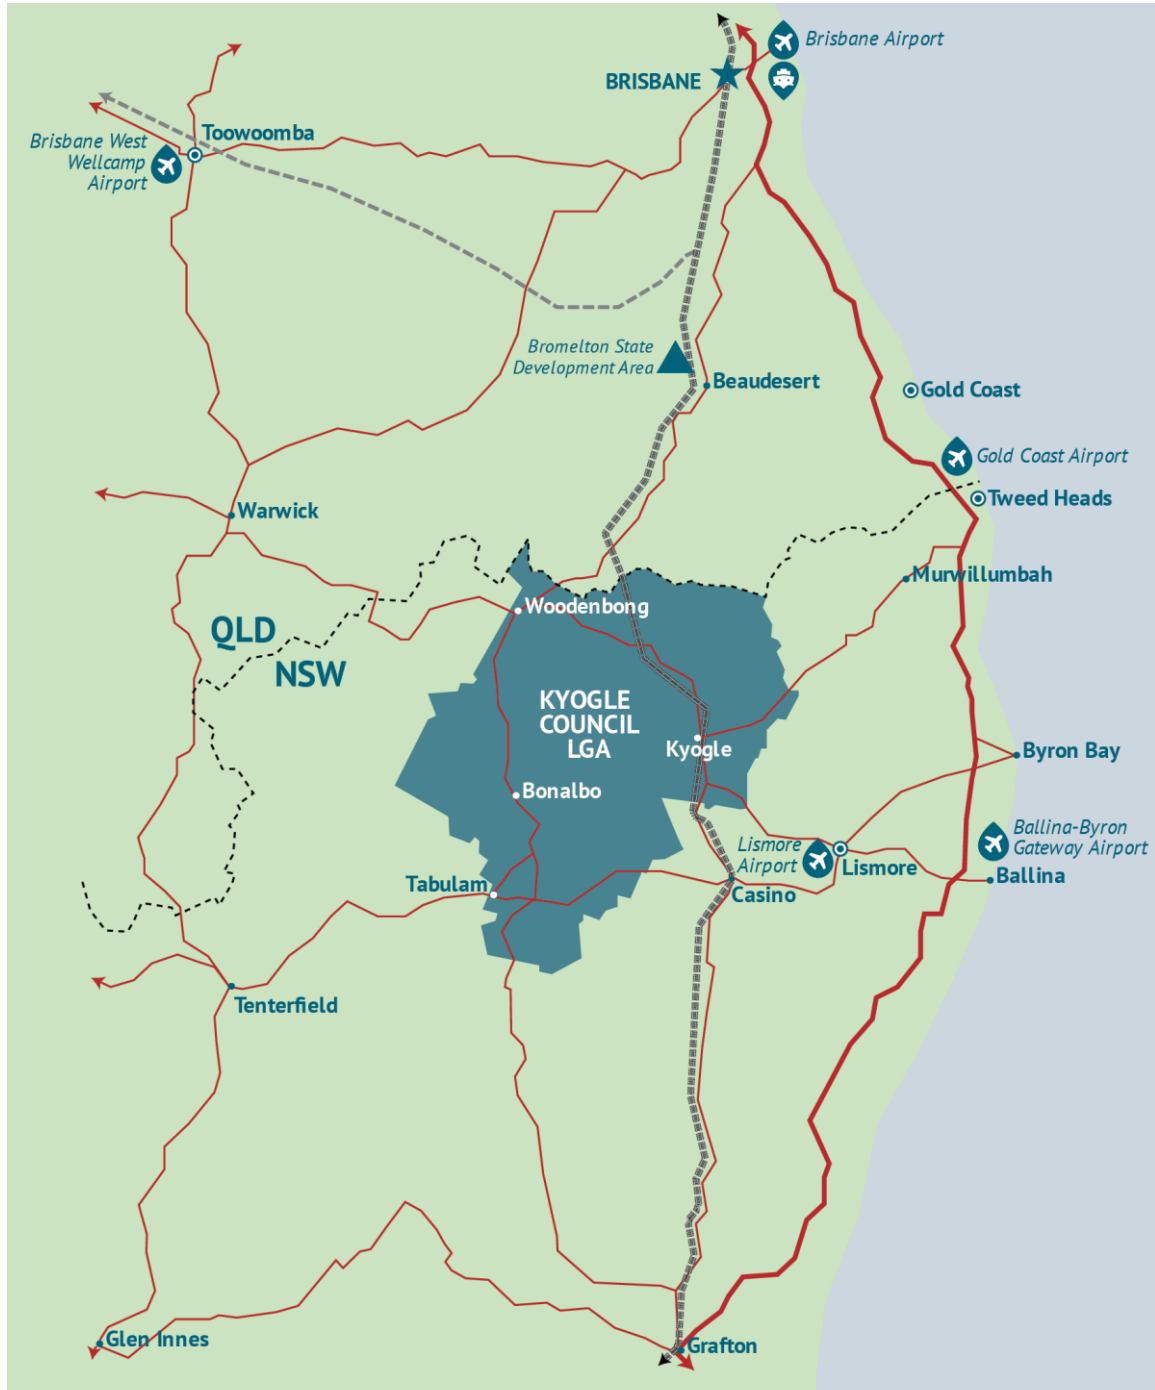 Brisbane Airport
BRISBANE
Toowoomba
Brisbane West
Wellcamp
Airport
Bromelton State
Development Area
Beaudesert
Gold Coast
Gold Coast Airport
Tweed Heads
Warwick
Murwillumbah
Woodenbong
QLD
NSW
KYOGLE
COUNCIL
LGA
Kyogle
Byron Bay
Bonalbo
Ballina-Byron
Gateway Airport
Lismore
Airport
Lismore
Ballina
Tabulam
Casino
Tenterfield
Glen Innes
Grafton